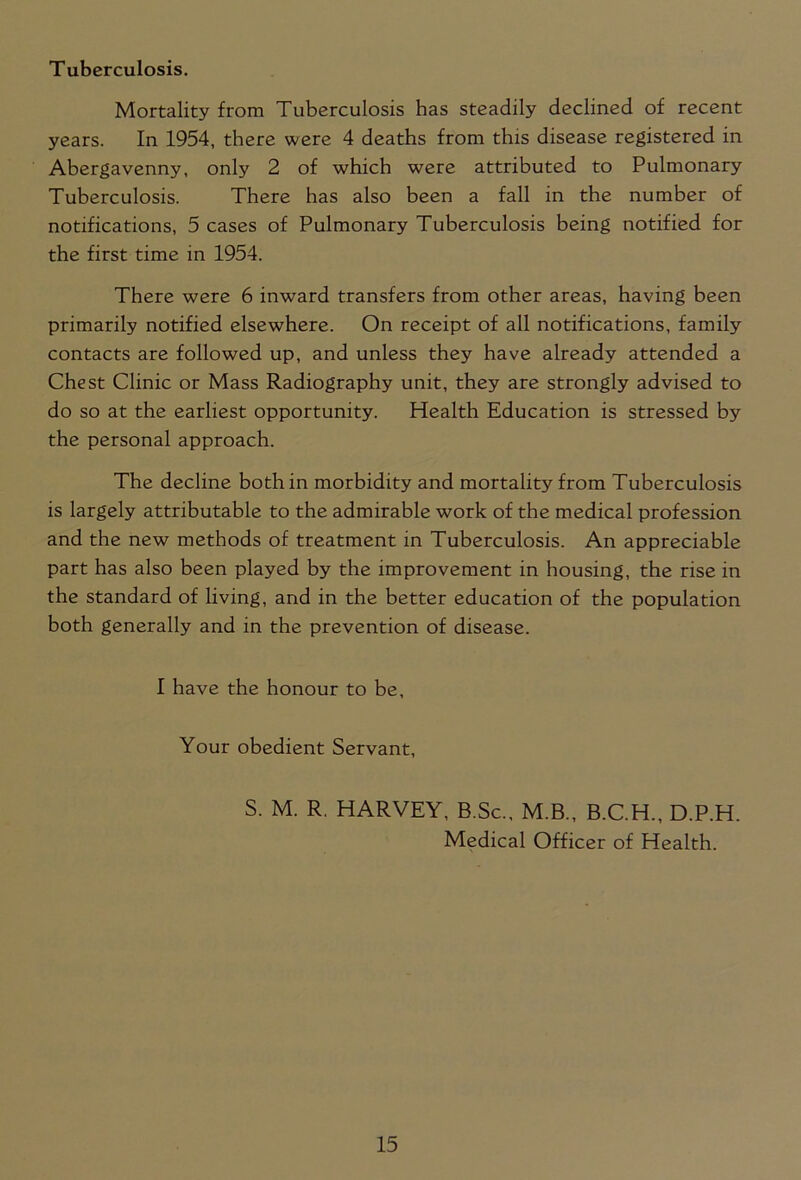 Tuberculosis.
Mortality from Tuberculosis has steadily declined of recent
years. In 1954, there were 4 deaths from this disease registered in
Abergavenny, only 2 of which were attributed to Pulmonary
Tuberculosis. There has also been a fall in the number of
notifications, 5 cases of Pulmonary Tuberculosis being notified for
the first time in 1954.
There were 6 inward transfers from other areas, having been
primarily notified elsewhere. On receipt of all notifications, family
contacts are followed up, and unless they have already attended a
Chest Clinic or Mass Radiography unit, they are strongly advised to
do so at the earliest opportunity. Health Education is stressed by
the personal approach.
The decline both in morbidity and mortality from Tuberculosis
is largely attributable to the admirable work of the medical profession
and the new methods of treatment in Tuberculosis. An appreciable
part has also been played by the improvement in housing, the rise in
the standard of living, and in the better education of the population
both generally and in the prevention of disease.
I have the honour to be,
Your obedient Servant,
S. M. R. HARVEY, B.Sc., M.B., B.C.H., D.P.H.
Medical Officer of Health.
15